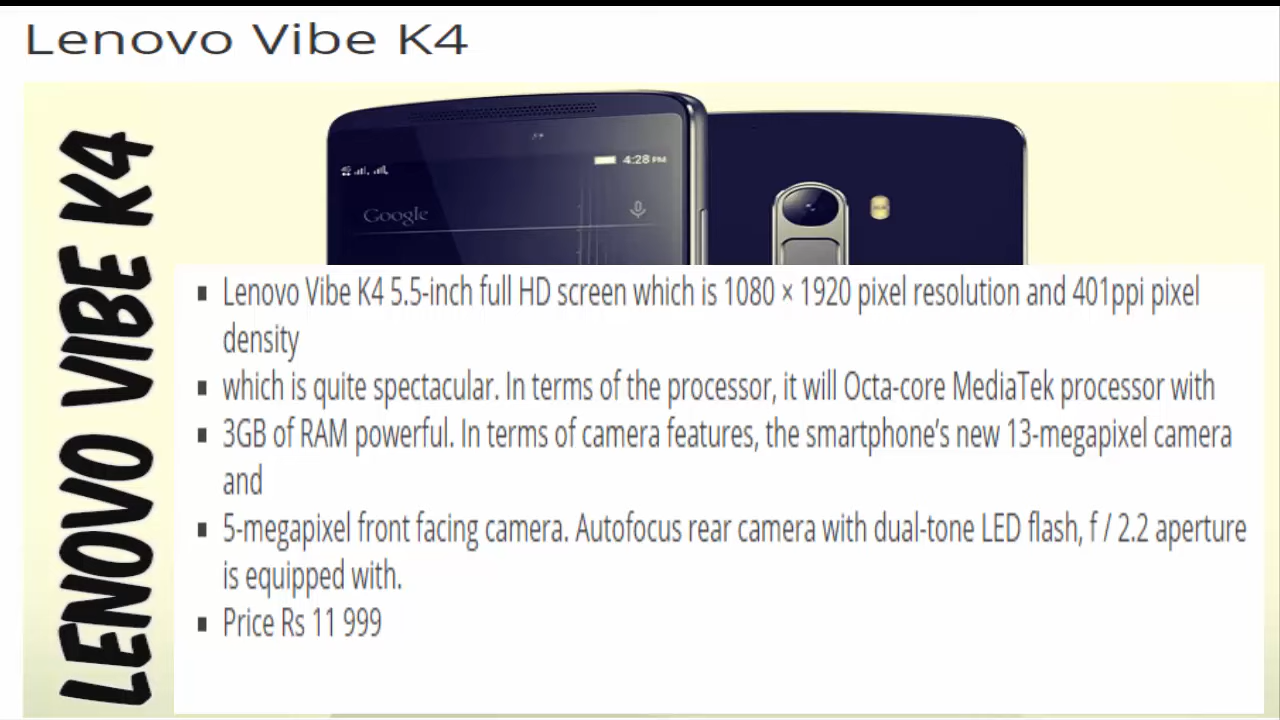 Lenovo Vibe K4
LENOVO VIBE K4
4:28 PM
Google
▪ Lenovo Vibe K4 5.5-inch full HD screen which is 1080 × 1920 pixel resolution and 401ppi pixel
density
▪ which is quite spectacular. In terms of the processor, it will Octa-core MediaTek processor with
▪ 3GB of RAM powerful. In terms of camera features, the smartphone’s new 13-megapixel camera
and
▪ 5-megapixel front facing camera. Autofocus rear camera with dual-tone LED flash, f / 2.2 aperture
is equipped with.
▪ Price Rs 11 999